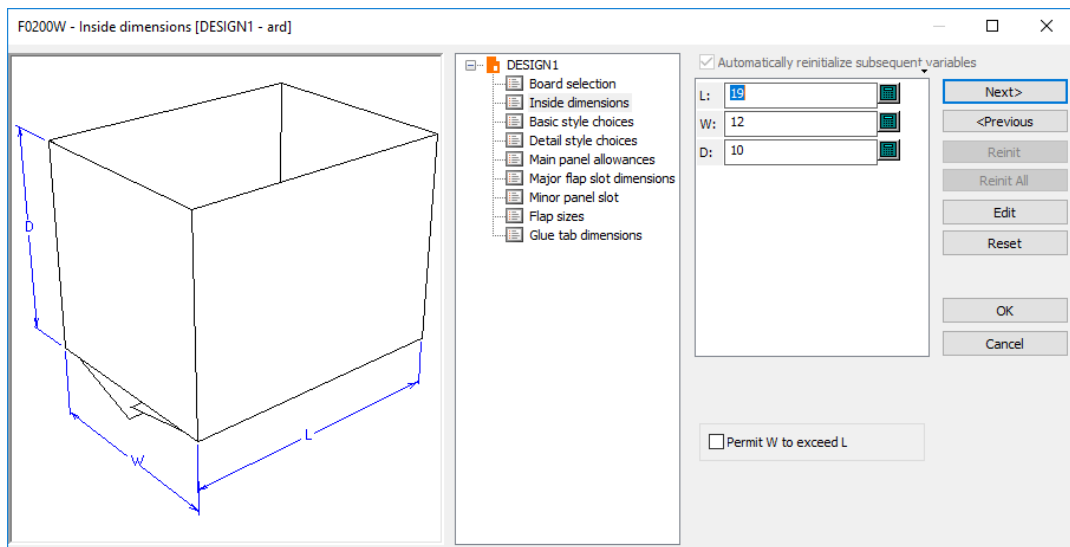 F0200W - Inside dimensions [DESIGN1 - ard]
D
W
L
DESIGN1
Board selection
Inside dimensions
Basic style choices
Detail style choices
Main panel allowances
Major flap slot dimensions
Minor panel slot
Flap sizes
Glue tab dimensions
Automatically reinitialize subsequent variables
L: 19
W: 12
D: 10
Permit W to exceed L
Next>
<Previous
Reinit
Reinit All
Edit
Reset
OK
Cancel